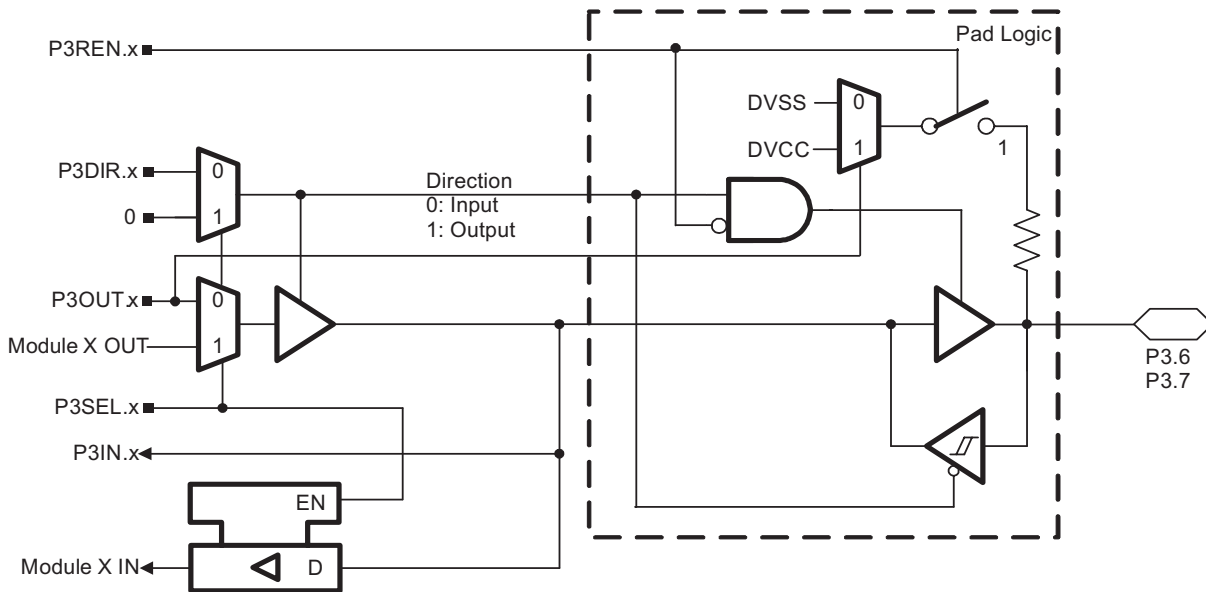 Pad Logic
P3REN.x
DVSS
0
DVCC
1
1
P3DIR.x
0
0
1
Direction
0: Input
1: Output
P3OUT.x
0
Module X OUT
1
P3SEL.x
P3IN.x
EN
Module X IN
D
P3.6
P3.7